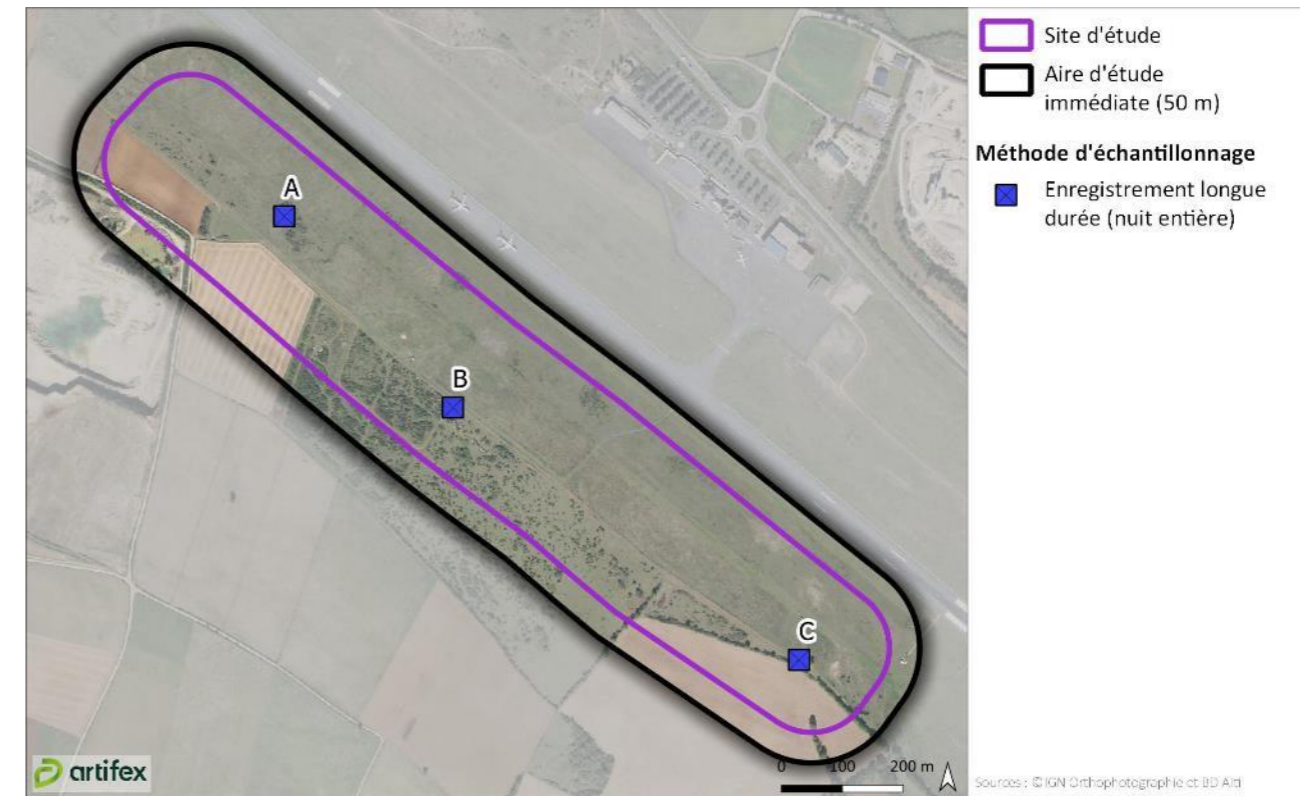 Site d'étude
Aire d'étude
immédiate (50 m)
Méthode d'échantillonnage
Enregistrement longue
durée (nuit entière)
A
B
C
0 100 200 m
artifex
Sources : © IGN Orthophotographie et BD Alti